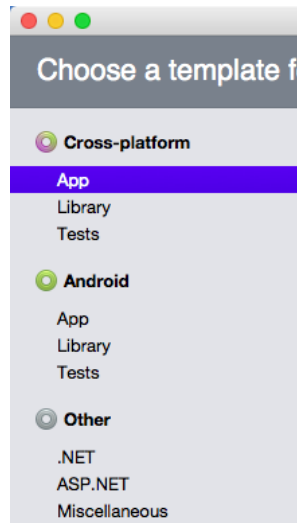 Choose a template f
Cross-platform
App
Library
Tests
Android
App
Library
Tests
Other
.NET
ASP.NET
Miscellaneous